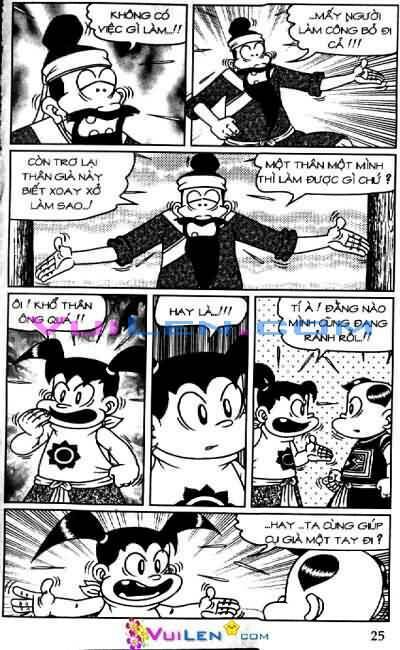 KHÔNG CÓ
VIỆC GÌ LÀM...!!
...MẤY NGƯỜI
LÀM CÔNG BỎ ĐI
CẢ !!!
CÒN TRƠ LẠI
THÂN GIÀ NÀY
BIẾT XOAY XỞ
LÀM SAO..!
MỘT THÂN MỘT MÌNH
THÌ LÀM ĐƯỢC GÌ CHỨ ?
ÔI ! KHỔ THÂN
ÔNG QUÁ !!
HAY LÀ...!!!
TÍ À ! ĐẰNG NÀO
MÌNH CŨNG ĐANG
RẢNH RỖI...!!
VUILEN.COM
...HAY ...TA CÙNG GIÚP
CỤ GIÀ MỘT TAY ĐI ?
25
VUILEN.COM